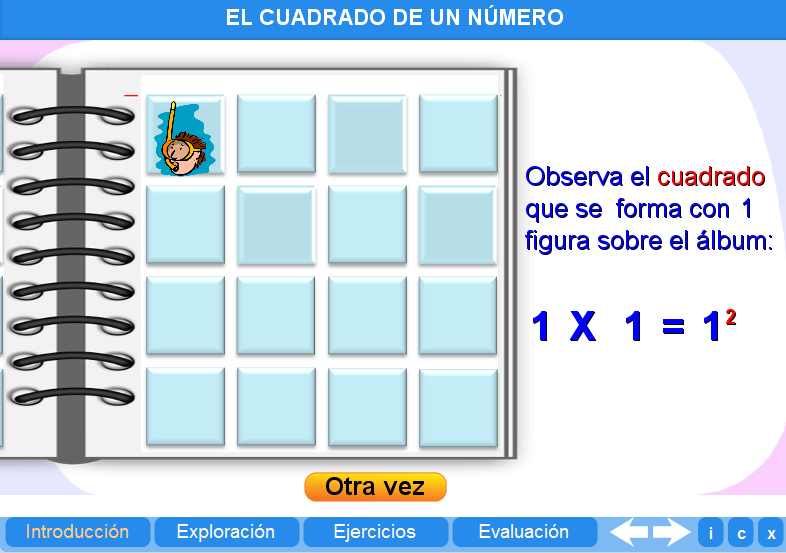 EL CUADRADO DE UN NÚMERO
Observa el cuadrado
que se forma con 1
figura sobre el álbum:
1 X 1 = 1²
Otra vez
Introducción Exploración Ejercicios Evaluación i c x